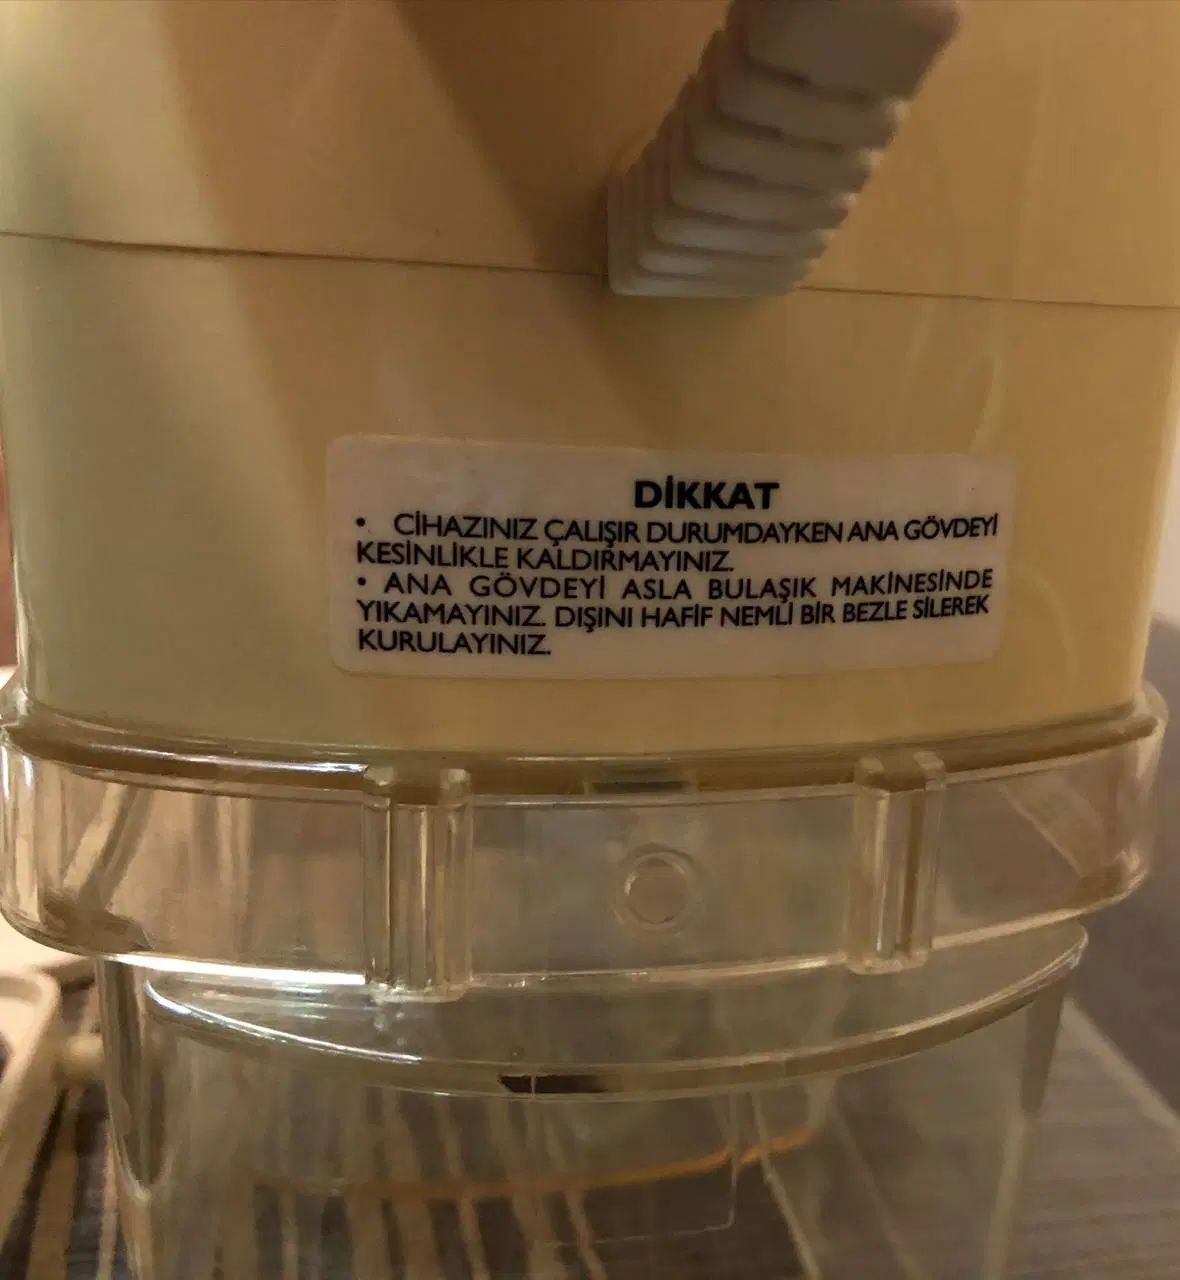 DİKKAT
• CİHAZINIZ ÇALIŞIR DURUMDAYKEN ANA GÖVDEYİ
KESİNLİKLE KALDIRMAYINIZ.
• ANA GÖVDEYİ ASLA BULAŞIK MAKİNESİNDE
YIKAMAYINIZ. DIŞINI HAFİF NEMLİ BİR BEZLE SİLEREK
KURULAYINIZ.